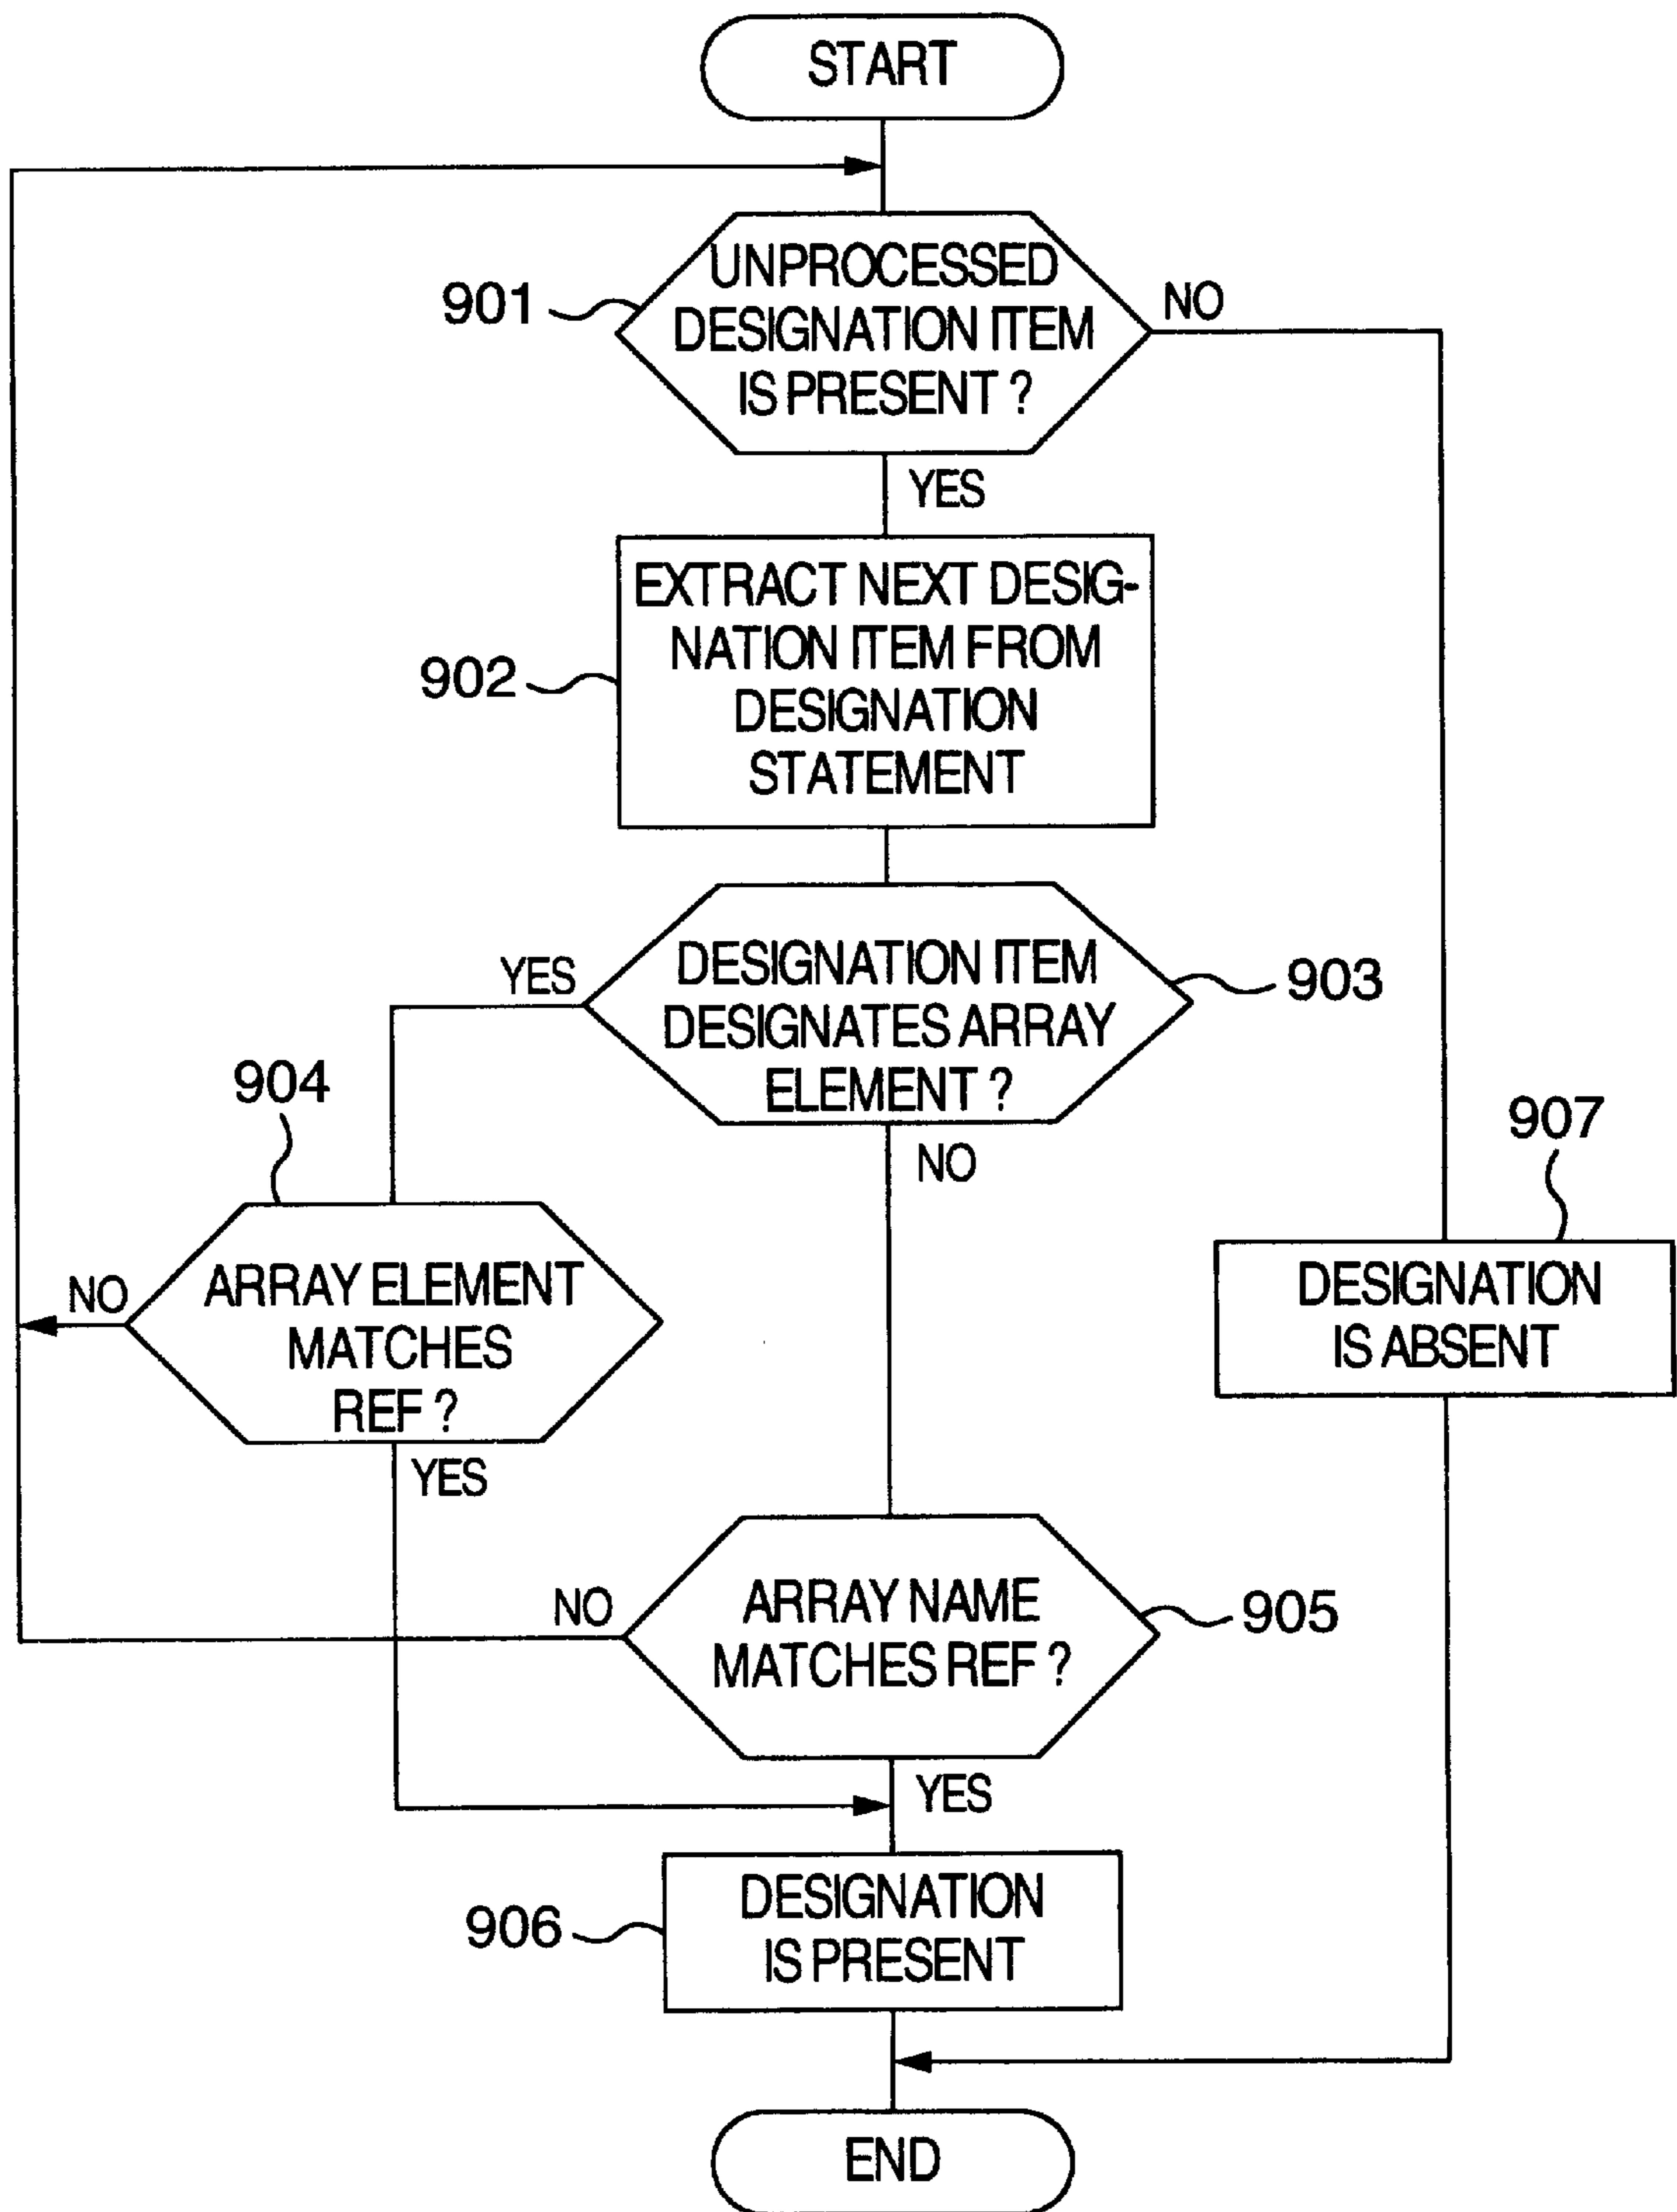 START
UNPROCESSED
DESIGNATION ITEM
IS PRESENT ?
901
NO
YES
EXTRACT NEXT DESIG-
NATION ITEM FROM
DESIGNATION
STATEMENT
902
DESIGNATION ITEM
DESIGNATES ARRAY
ELEMENT ?
YES
903
NO
904
ARRAY ELEMENT
MATCHES
REF ?
NO
YES
907
DESIGNATION
IS ABSENT
ARRAY NAME
MATCHES REF ?
NO
905
YES
906
DESIGNATION
IS PRESENT
END